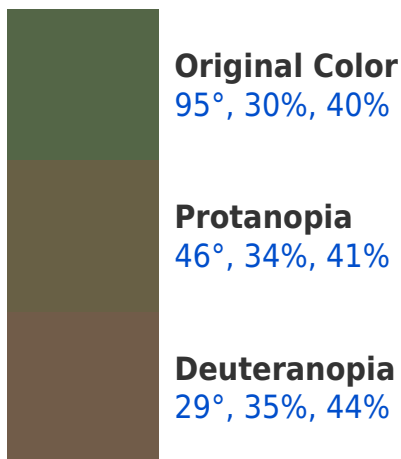 Original Color
95°, 30%, 40%
Protanopia
46°, 34%, 41%
Deuteranopia
29°, 35%, 44%